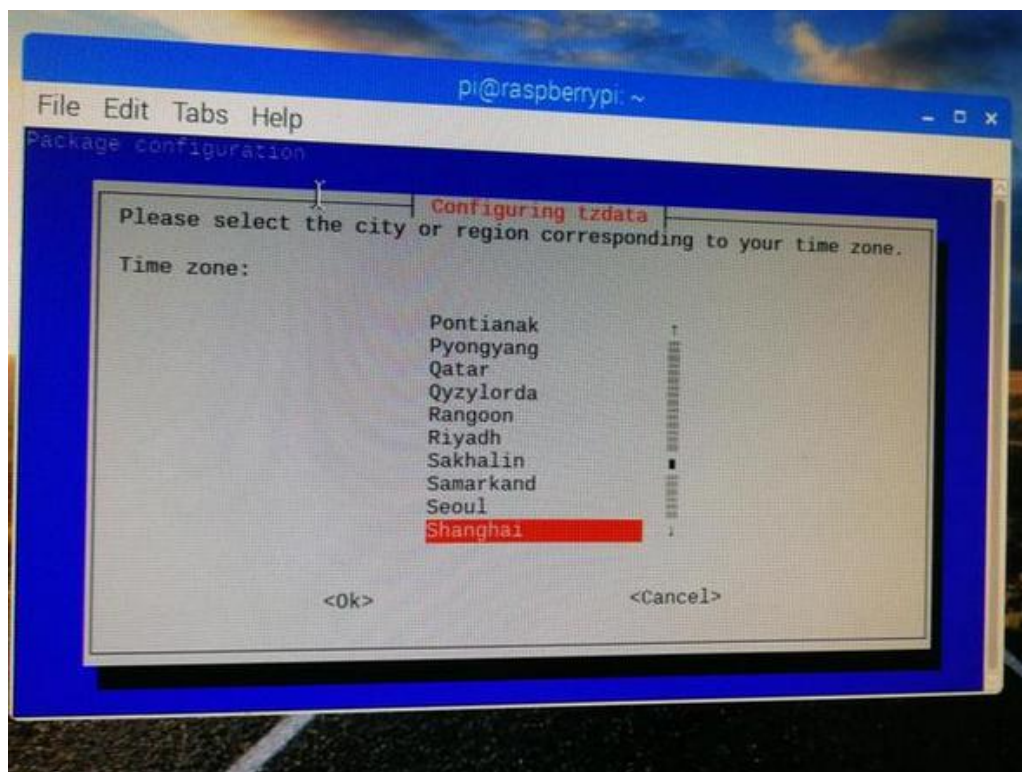 pi@raspberrypi: ~
File Edit Tabs Help
Package configuration
Configuring tzdata
Please select the city or region corresponding to your time zone.
Time zone:
Pontianak
Pyongyang
Qatar
Qyzylorda
Rangoon
Riyadh
Sakhalin
Samarkand
Seoul
Shanghai
<Ok> <Cancel>